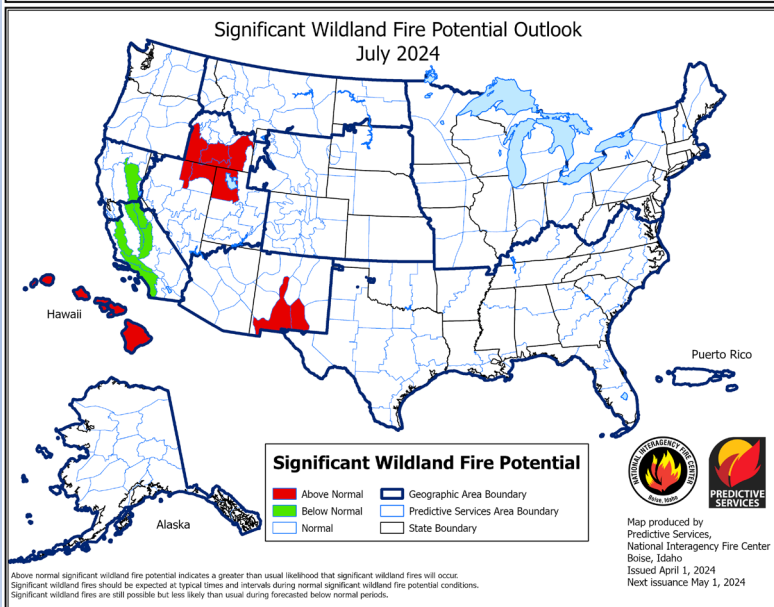 Significant Wildland Fire Potential Outlook
July 2024
Hawaii
Puerto Rico
Alaska
Significant Wildland Fire Potential
Above Normal
Below Normal
Normal
Geographic Area Boundary
Predictive Services Area Boundary
State Boundary
NATIONAL INTERAGENCY FIRE CENTER
Boise, Idaho
PREDICTIVE
SERVICES
Map produced by
Predictive Services,
National Interagency Fire Center
Boise, Idaho
Issued April 1, 2024
Next issuance May 1, 2024
Above normal significant wildland fire potential indicates a greater than usual likelihood that significant wildland fires will occur.
Significant wildland fires should be expected at typical times and intervals during normal significant wildland fire potential conditions.
Significant wildland fires are still possible but less likely than usual during forecasted below normal periods.